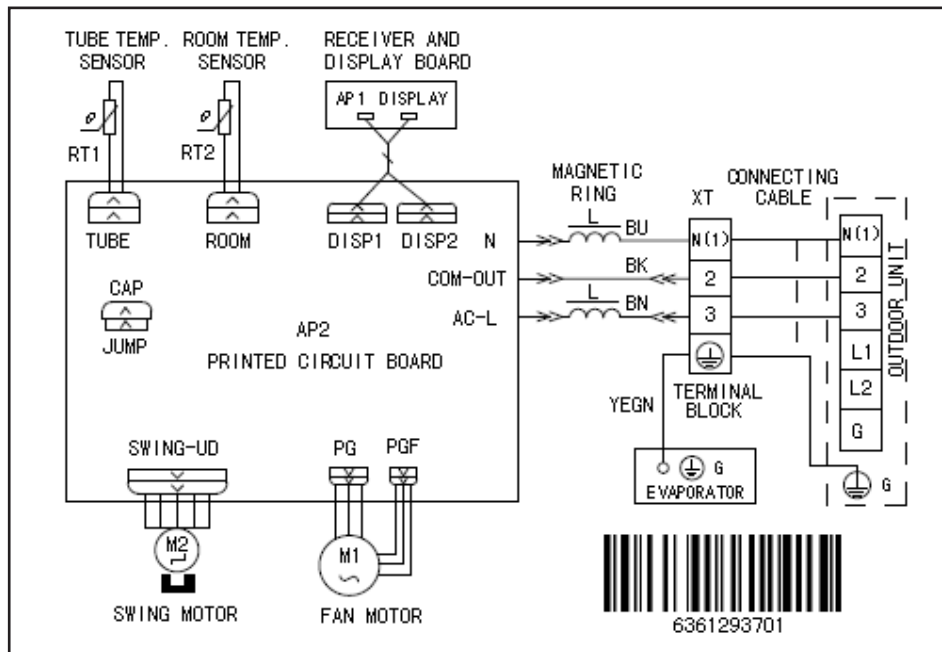 TUBE TEMP.
SENSOR
ROOM TEMP.
SENSOR
RECEIVER AND
DISPLAY BOARD
AP1 DISPLAY
RT1
RT2
TUBE
ROOM
DISP1
DISP2
N
COM-OUT
AC-L
CAP
JUMP
AP2
PRINTED CIRCUIT BOARD
MAGNETIC
RING
L
BU
BK
L
BN
XT
N(1)
2
3
TERMINAL
BLOCK
CONNECTING
CABLE
N(1)
2
3
L1
L2
G
OUTDOOR UNIT
G
YEGN
G
EVAPORATOR
SWING-UD
PG
PGF
M2
SWING MOTOR
M1
FAN MOTOR
6361293701